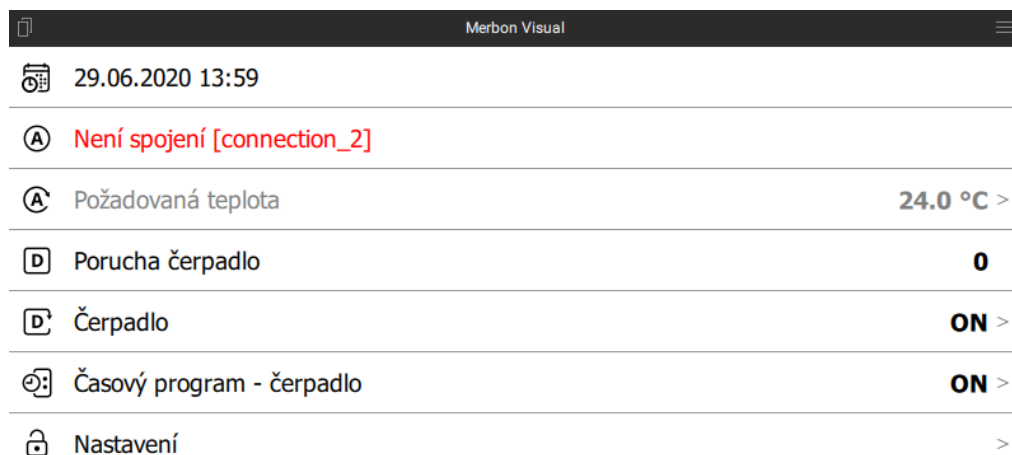 Merbon Visual
29.06.2020 13:59
Není spojení [connection_2]
Požadovaná teplota 24.0 °C >
Porucha čerpadlo 0
Čerpadlo ON >
Časový program - čerpadlo ON >
Nastavení >